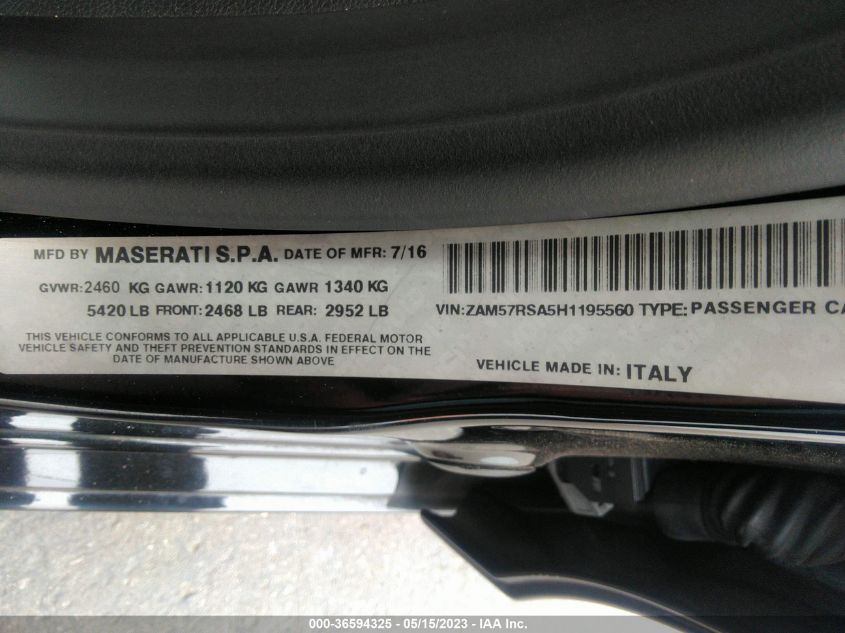 MFD BY MASERATI S.P.A. DATE OF MFR: 7/16
GVWR:2460 KG GAWR:1120 KG GAWR 1340 KG
5420 LB FRONT: 2468 LB REAR: 2952 LB
THIS VEHICLE CONFORMS TO ALL APPLICABLE U.S.A. FEDERAL MOTOR
VEHICLE SAFETY AND THEFT PREVENTION STANDARDS IN EFFECT ON THE
DATE OF MANUFACTURE SHOWN ABOVE
VIN:ZAM57RSA5H1195560 TYPE: PASSENGER CA
VEHICLE MADE IN: ITALY
000-36594325 - 05/15/2023 - IAA Inc.